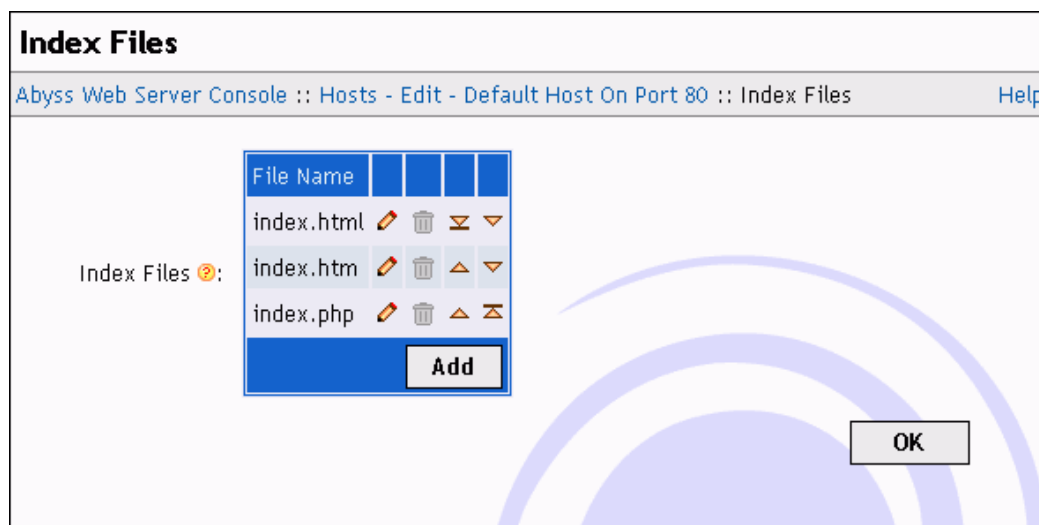 Index Files
Abyss Web Server Console :: Hosts - Edit - Default Host On Port 80 :: Index Files Help
File Name
index.html
Index Files ?: index.htm
index.php
Add
OK